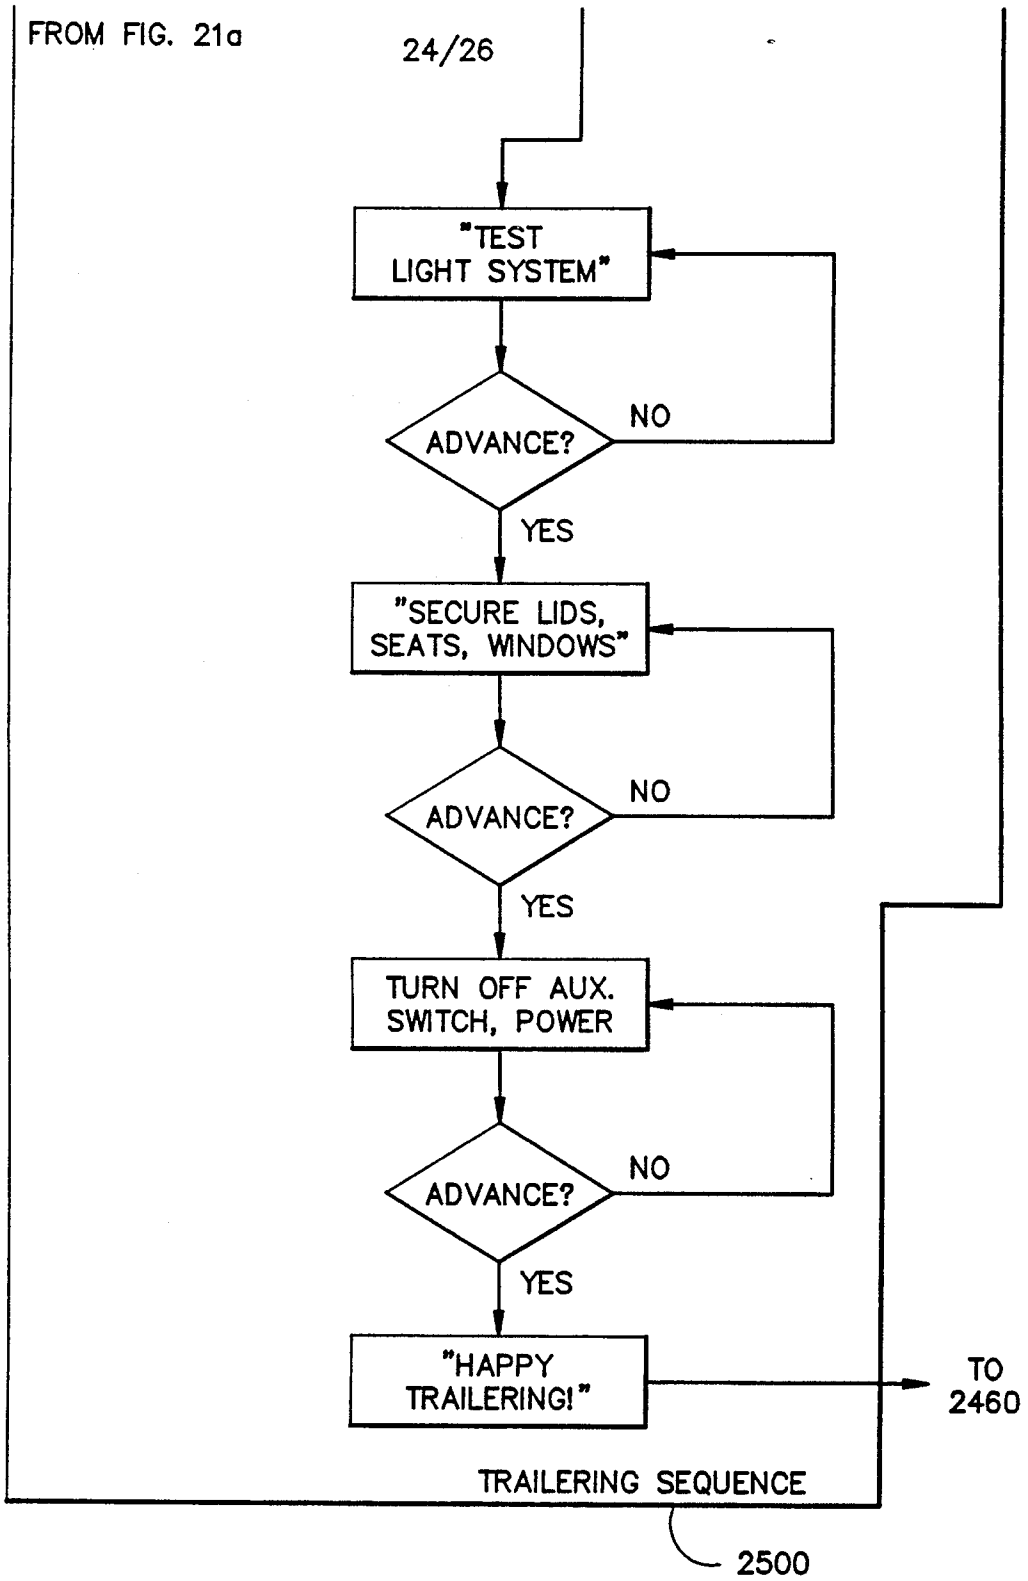 FROM FIG. 21a
24/26
"TEST
LIGHT SYSTEM"
ADVANCE?
NO
YES
"SECURE LIDS,
SEATS, WINDOWS"
ADVANCE?
NO
YES
TURN OFF AUX.
SWITCH, POWER
ADVANCE?
NO
YES
"HAPPY
TRAILERING!"
TO
2460
TRAILERING SEQUENCE
2500